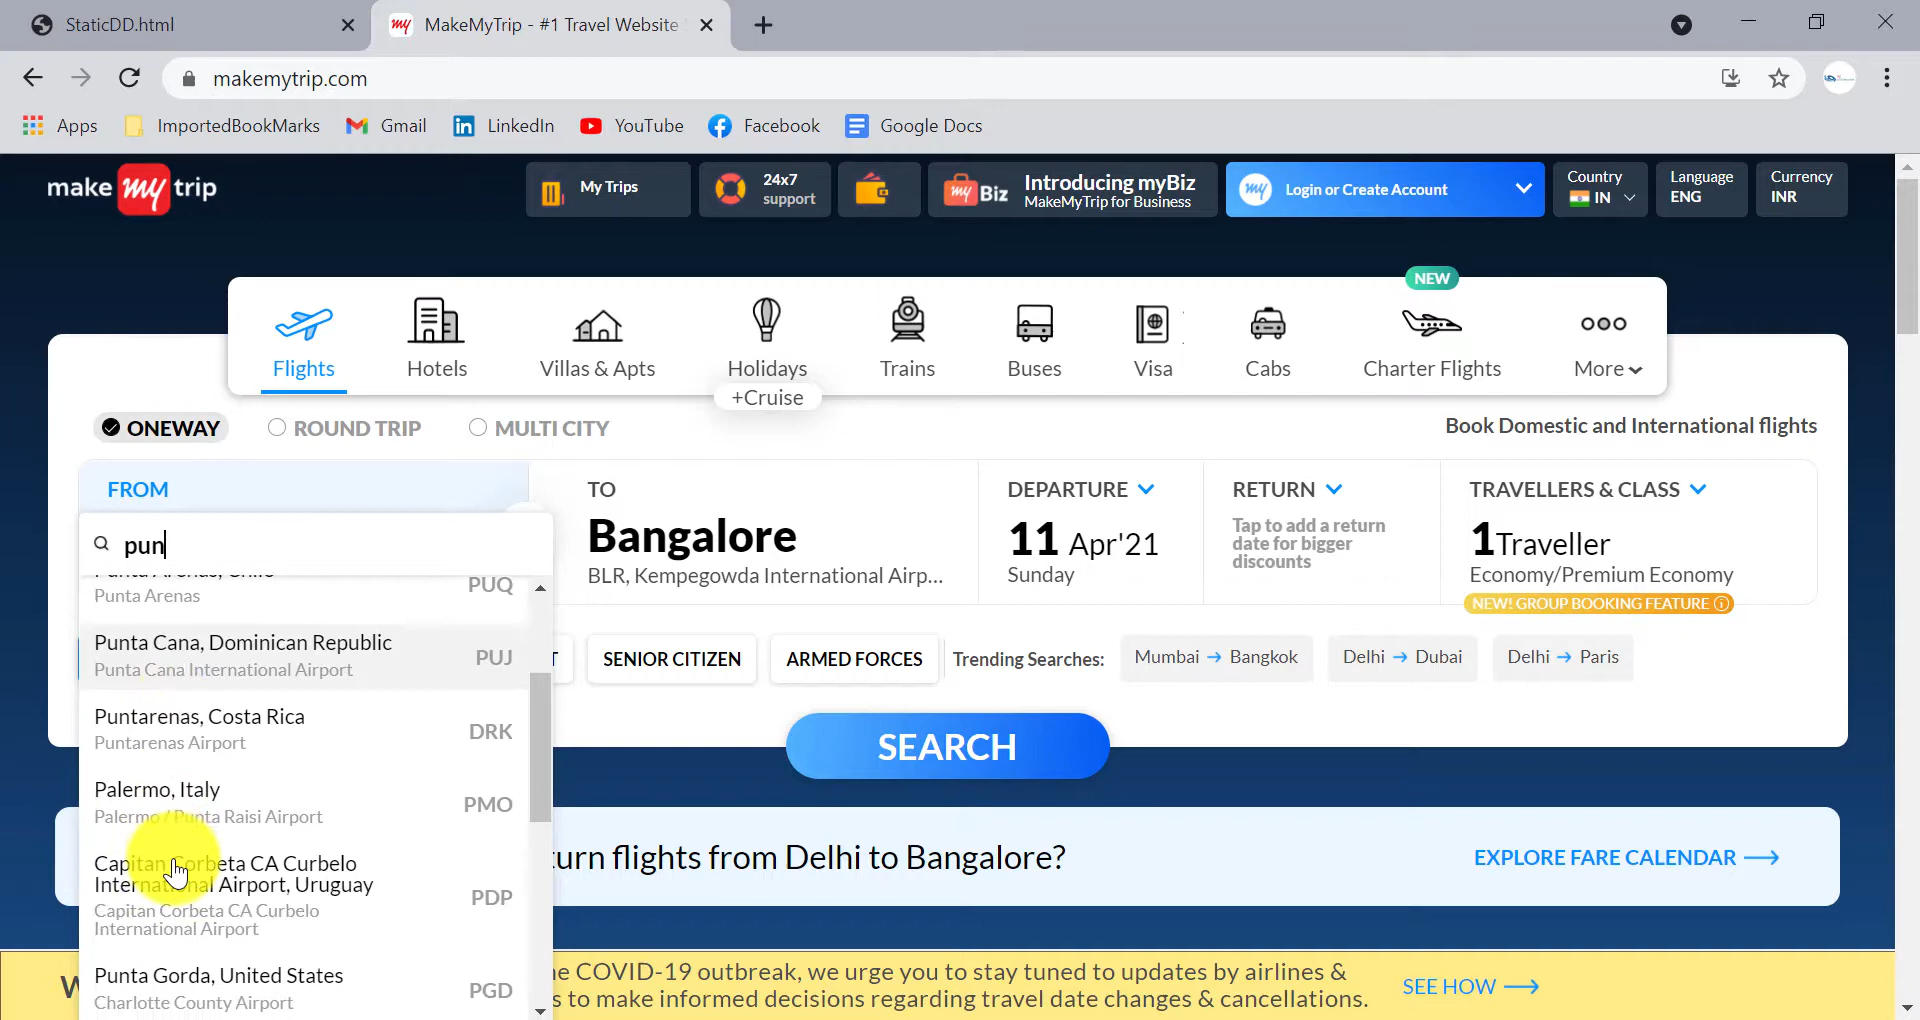 StaticDD.html
MakeMyTrip - #1 Travel Website
makemytrip.com
Apps
ImportedBookMarks
Gmail
LinkedIn
YouTube
Facebook
Google Docs
make my trip
My Trips
24x7
support
my Biz
Introducing myBiz
MakeMyTrip for Business
my
Login or Create Account
Country
IN
Language
ENG
Currency
INR
NEW
Flights
Hotels
Villas & Apts
Holidays
+Cruise
Trains
Buses
Visa
Cabs
Charter Flights
More
ONEWAY
ROUND TRIP
MULTI CITY
Book Domestic and International flights
FROM
TO
Bangalore
BLR, Kempegowda International Airp...
DEPARTURE
11 Apr'21
Sunday
RETURN
Tap to add a return
date for bigger
discounts
TRAVELLERS & CLASS
1Traveller
Economy/Premium Economy
NEW! GROUP BOOKING FEATURE
pun
Punta Arenas, Chile
PUQ
Punta Arenas
Punta Cana, Dominican Republic
Punta Cana International Airport
PUJ
Puntarenas, Costa Rica
Puntarenas Airport
DRK
Palermo, Italy
Palermo / Punta Raisi Airport
PMO
Capitan Corbeta CA Curbelo
International Airport, Uruguay
Capitan Corbeta CA Curbelo
International Airport
PDP
Punta Gorda, United States
Charlotte County Airport
PGD
T
SENIOR CITIZEN
ARMED FORCES
Trending Searches:
Mumbai → Bangkok
Delhi → Dubai
Delhi → Paris
SEARCH
turn flights from Delhi to Bangalore?
EXPLORE FARE CALENDAR
W
e COVID-19 outbreak, we urge you to stay tuned to updates by airlines &
s to make informed decisions regarding travel date changes & cancellations.
SEE HOW